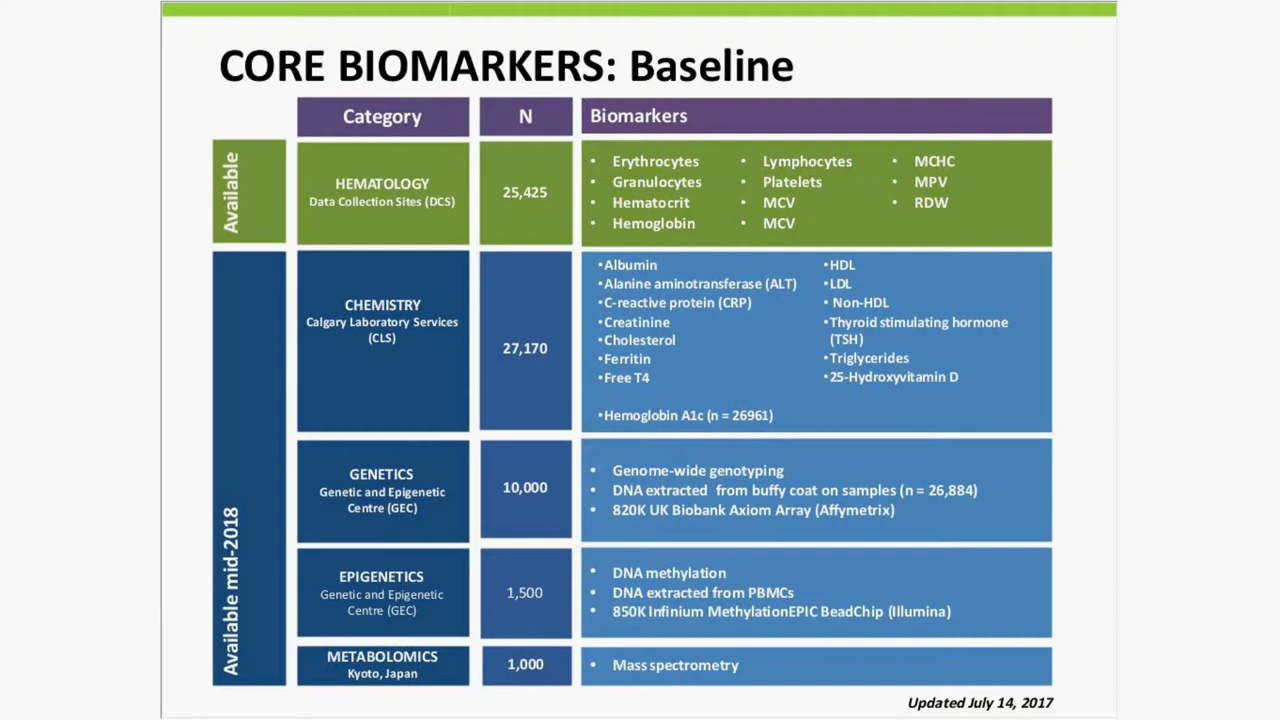 CORE BIOMARKERS: Baseline
Category
N
Biomarkers
Available
HEMATOLOGY
Data Collection Sites (DCS)
25,425
• Erythrocytes
• Granulocytes
• Hematocrit
• Hemoglobin
• Lymphocytes
• Platelets
• MCV
• MCV
• MCHC
• MPV
• RDW
Available mid-2018
CHEMISTRY
Calgary Laboratory Services
(CLS)
27,170
•Albumin
•Alanine aminotransferase (ALT)
•C-reactive protein (CRP)
•Creatinine
•Cholesterol
•Ferritin
•Free T4
•Hemoglobin A1c (n = 26961)
•HDL
•LDL
• Non-HDL
•Thyroid stimulating hormone
(TSH)
•Triglycerides
•25-Hydroxyvitamin D
GENETICS
Genetic and Epigenetic
Centre (GEC)
10,000
• Genome-wide genotyping
• DNA extracted from buffy coat on samples (n = 26,884)
• 820K UK Biobank Axiom Array (Affymetrix)
EPIGENETICS
Genetic and Epigenetic
Centre (GEC)
1,500
• DNA methylation
• DNA extracted from PBMCs
• 850K Infinium MethylationEPIC BeadChip (Illumina)
METABOLOMICS
Kyoto, Japan
1,000
• Mass spectrometry
Updated July 14, 2017